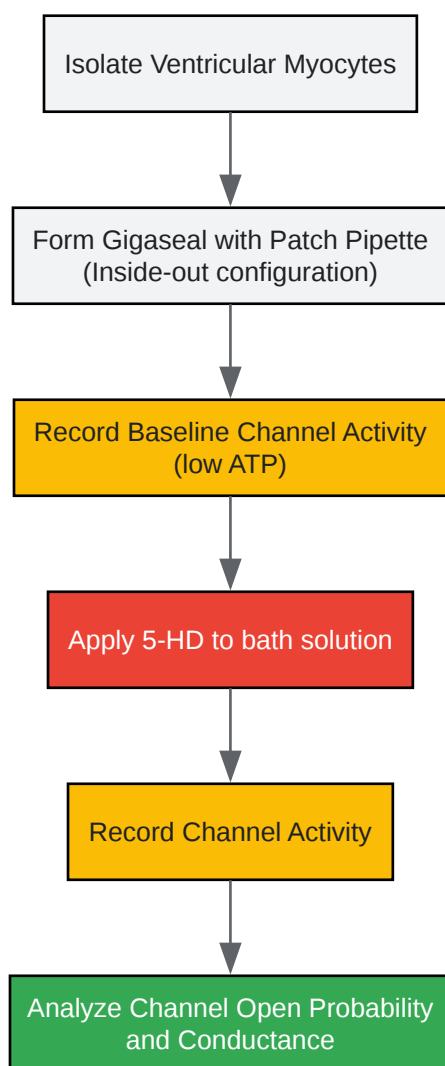 Isolate Ventricular Myocytes
Form Gigaseal with Patch Pipette
(Inside-out configuration)
Record Baseline Channel Activity
(low ATP)
Apply 5-HD to bath solution
Record Channel Activity
Analyze Channel Open Probability
and Conductance